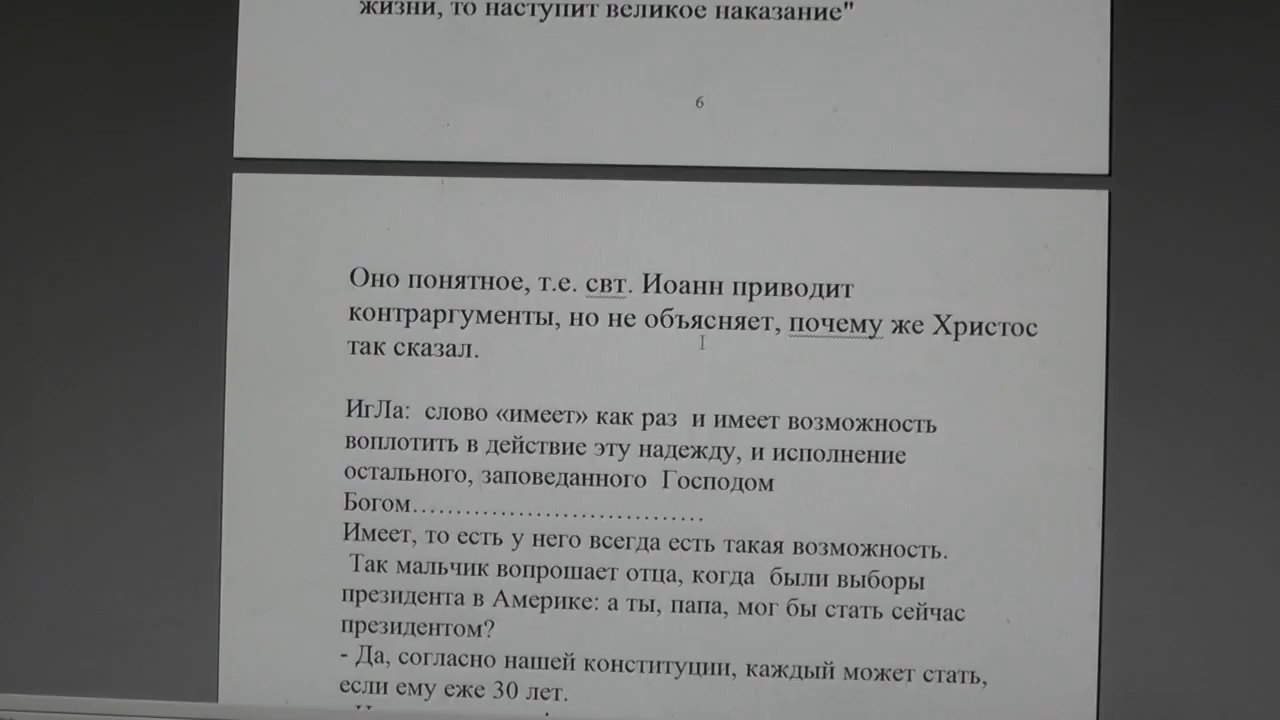 жизни, то наступит великое наказание"
6
Оно понятное, т.е. свт. Иоанн приводит
контраргументы, но не объясняет, почему же Христос
так сказал.
ИгЛа: слово «имеет» как раз и имеет возможность
воплотить в действие эту надежду, и исполнение
остального, заповеданного Господом
Богом……………………………
Имеет, то есть у него всегда есть такая возможность.
Так мальчик вопрошает отца, когда были выборы
президента в Америке: а ты, папа, мог бы стать сейчас
президентом?
- Да, согласно нашей конституции, каждый может стать,
если ему еже 30 лет.